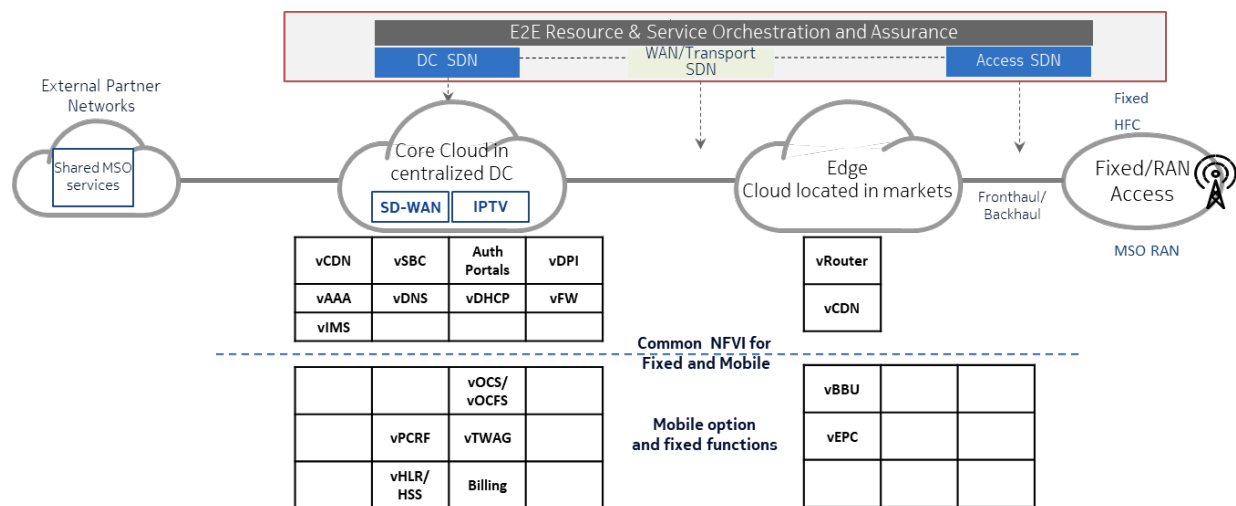 E2E Resource & Service Orchestration and Assurance
DC SDN
WAN/Transport
SDN
Access SDN
External Partner
Networks
Shared MSO
services
Core Cloud in
centralized DC
SD-WAN
IPTV
Edge
Cloud located in markets
Fronthaul/
Backhaul
Fixed
HFC
Fixed/RAN
Access
MSO RAN
vCDN
vSBC
Auth
Portals
vDPI
vAAA
vDNS
vDHCP
vFW
vIMS
vRouter
vCDN
Common NFVI for
Fixed and Mobile
vOCS/
vOCFS
vPCRF
vTWAG
vHLR/
HSS
Billing
Mobile option
and fixed functions
vBBU
vEPC